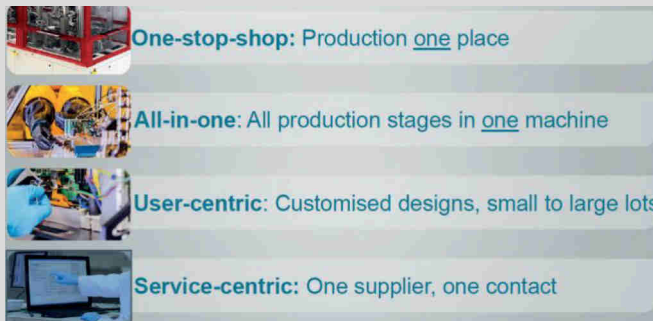 One-stop-shop: Production one place
All-in-one: All production stages in one machine
User-centric: Customised designs, small to large lots
Service-centric: One supplier, one contact